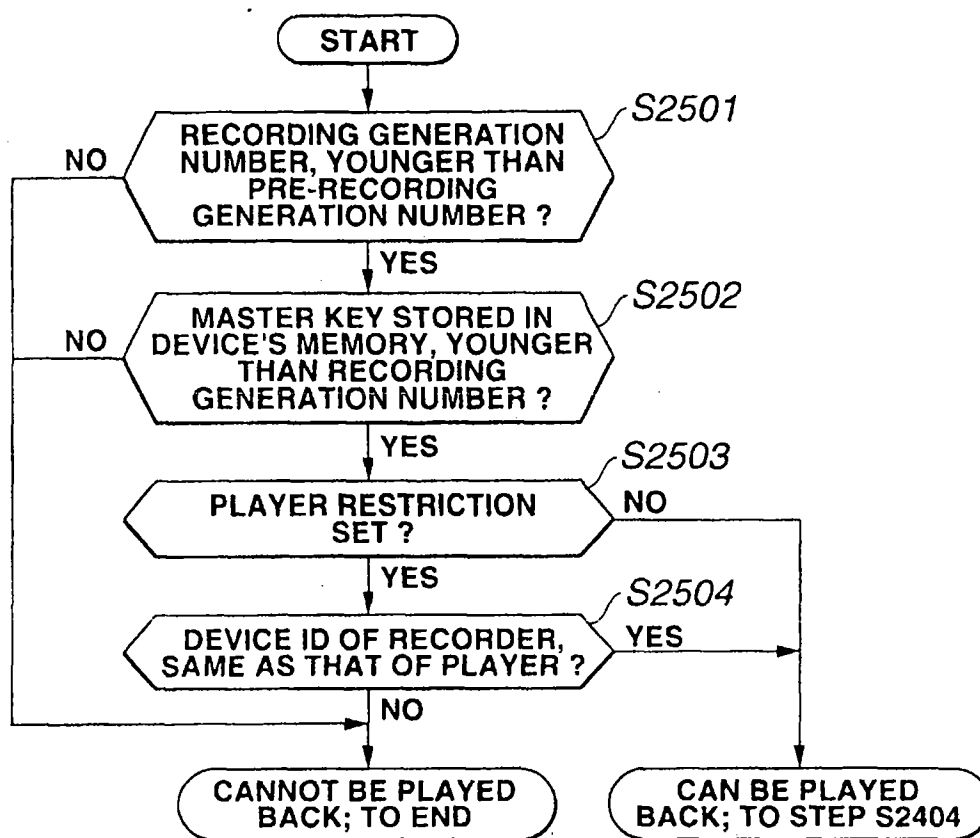 START
S2501
RECORDING GENERATION
NUMBER, YOUNGER THAN
PRE-RECORDING
GENERATION NUMBER ?
NO
YES
S2502
MASTER KEY STORED IN
DEVICE'S MEMORY, YOUNGER
THAN RECORDING
GENERATION NUMBER ?
NO
YES
S2503
PLAYER RESTRICTION
SET ?
NO
YES
S2504
DEVICE ID OF RECORDER,
SAME AS THAT OF PLAYER ?
YES
NO
CANNOT BE PLAYED
BACK; TO END
CAN BE PLAYED
BACK; TO STEP S2404